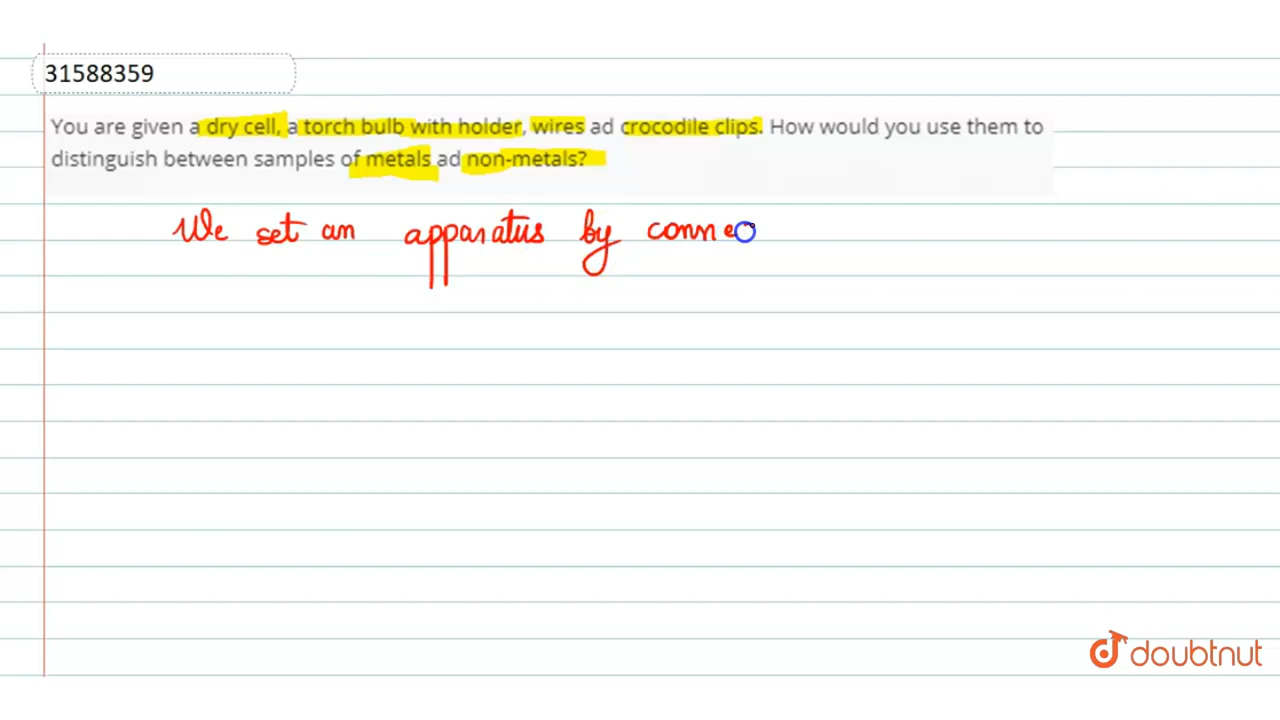 31588359
You are given a dry cell, a torch bulb with holder, wires ad crocodile clips. How would you use them to
distinguish between samples of metals ad non-metals?
We set an apparatus by conne
doubtnut